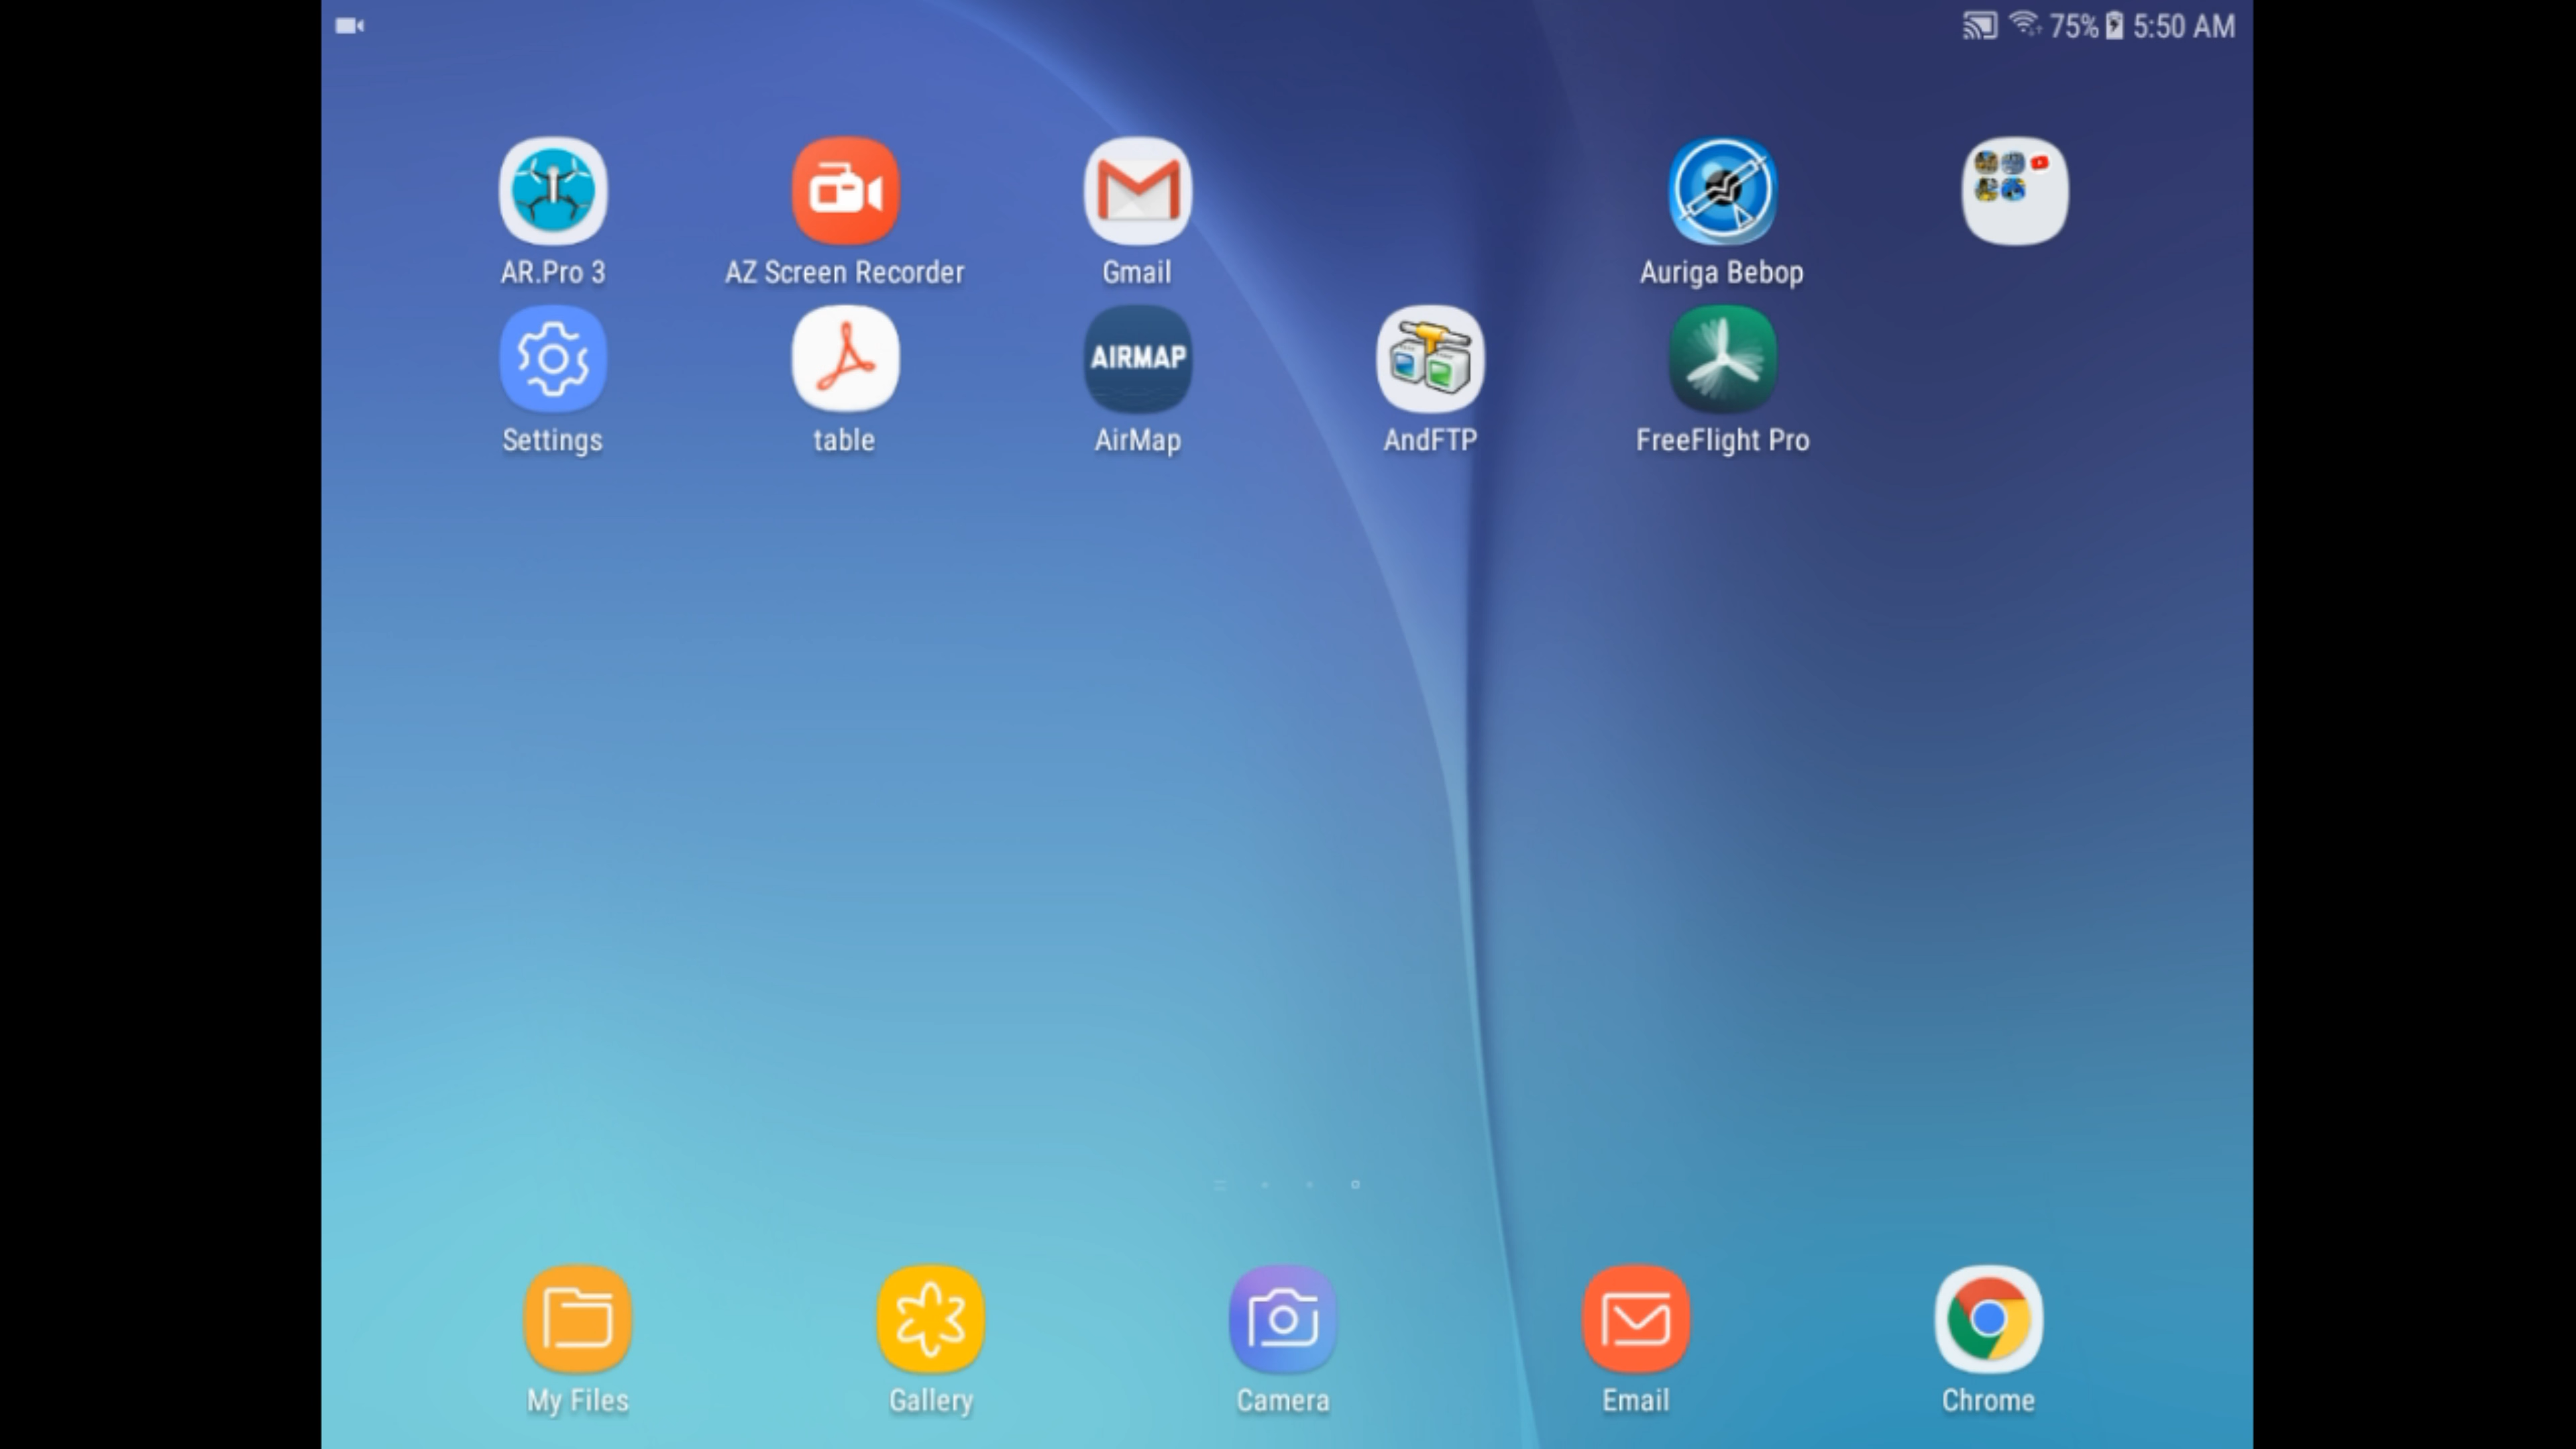 75% 5:50 AM
AR.Pro 3
AZ Screen Recorder
Gmail
Auriga Bebop
Settings
table
AIRMAP
AirMap
AndFTP
FreeFlight Pro
My Files
Gallery
Camera
Email
Chrome